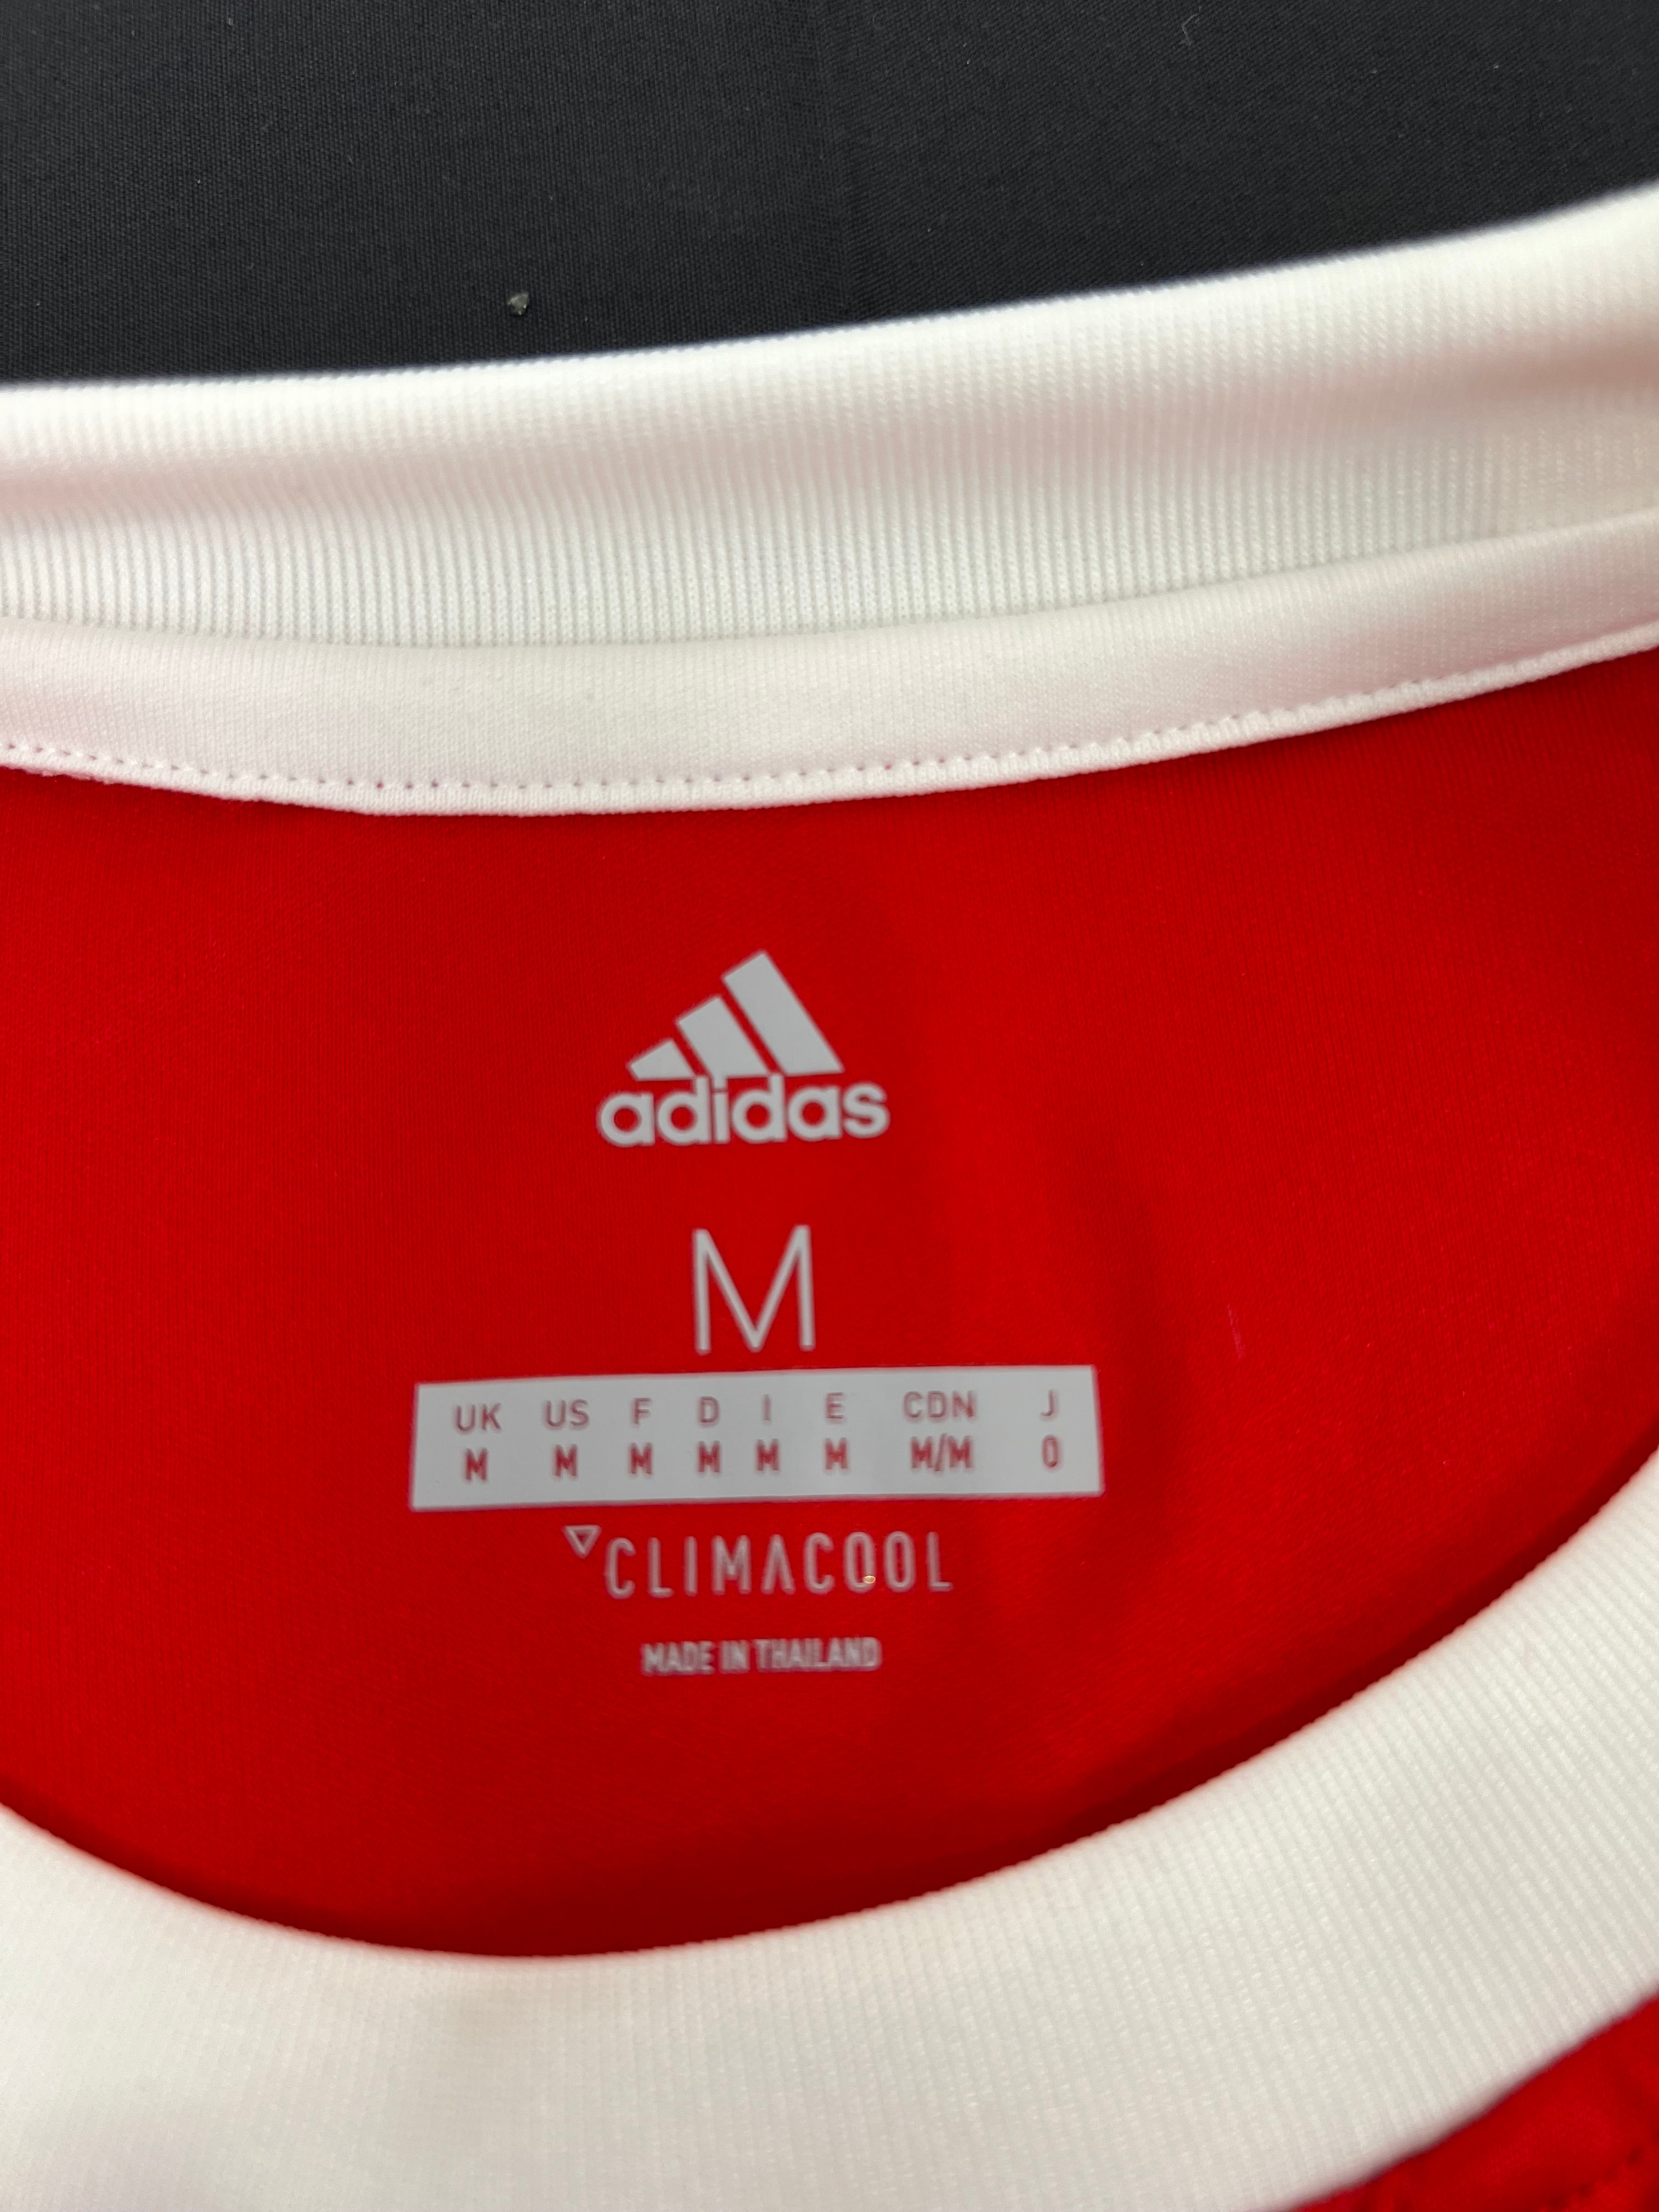 adidas
M
UK US F D I E CDN J
M M M M M M M/M O
CLIMACOOL
MADE IN THAILAND